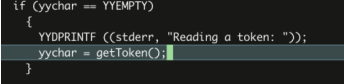 if (yychar == YYEMPTY)
{
YYDPRINTF ((stderr, "Reading a token: "));
yychar = getToken();
}